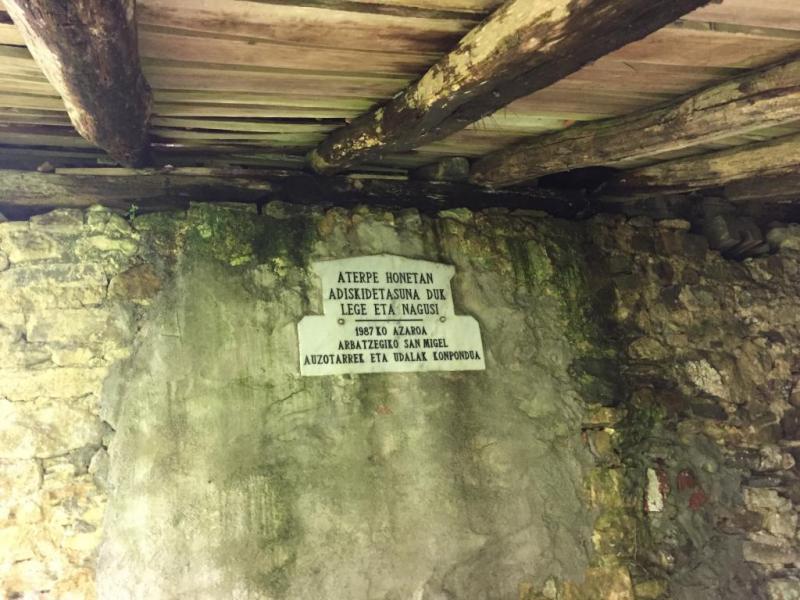 ATERPE HONETAN
ADISKIDETASUNA DUK
LEGE ETA NAGUSI
1987 KO AZAROA
ARBATZEGIKO SAN MIGEL
AUZOTARREK ETA UDALAK KONPONDUA